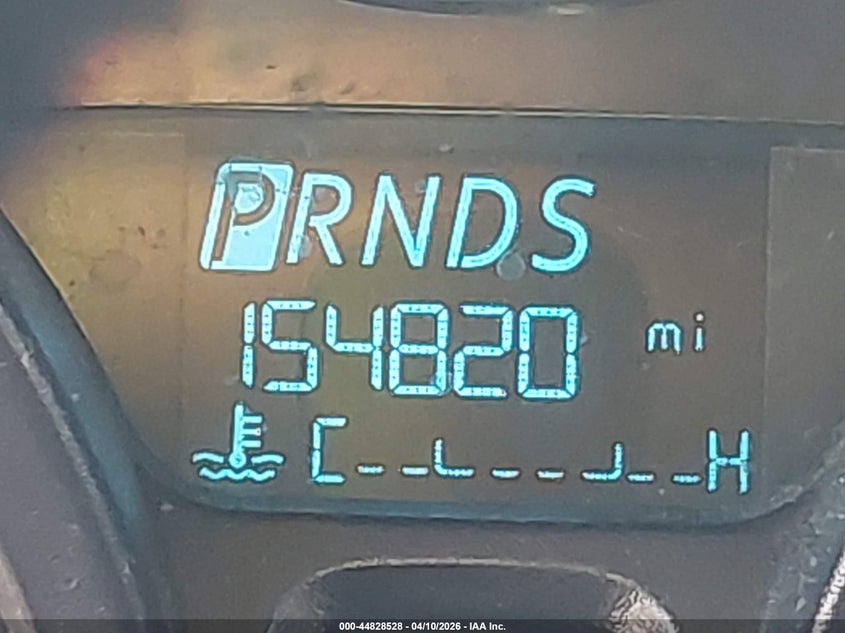 PRNDS
154820 mi
C H
000-44828528 - 04/10/2026 - IAA Inc.